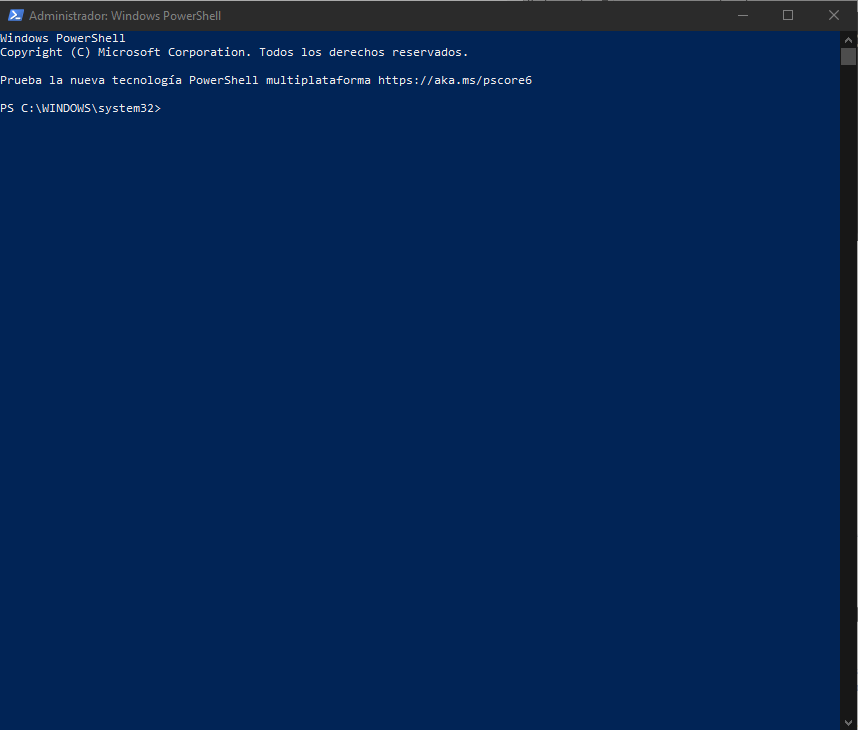 Administrador: Windows PowerShell
Windows PowerShell
Copyright (C) Microsoft Corporation. Todos los derechos reservados.
Prueba la nueva tecnología PowerShell multiplataforma https://aka.ms/pscore6
PS C:\WINDOWS\system32>